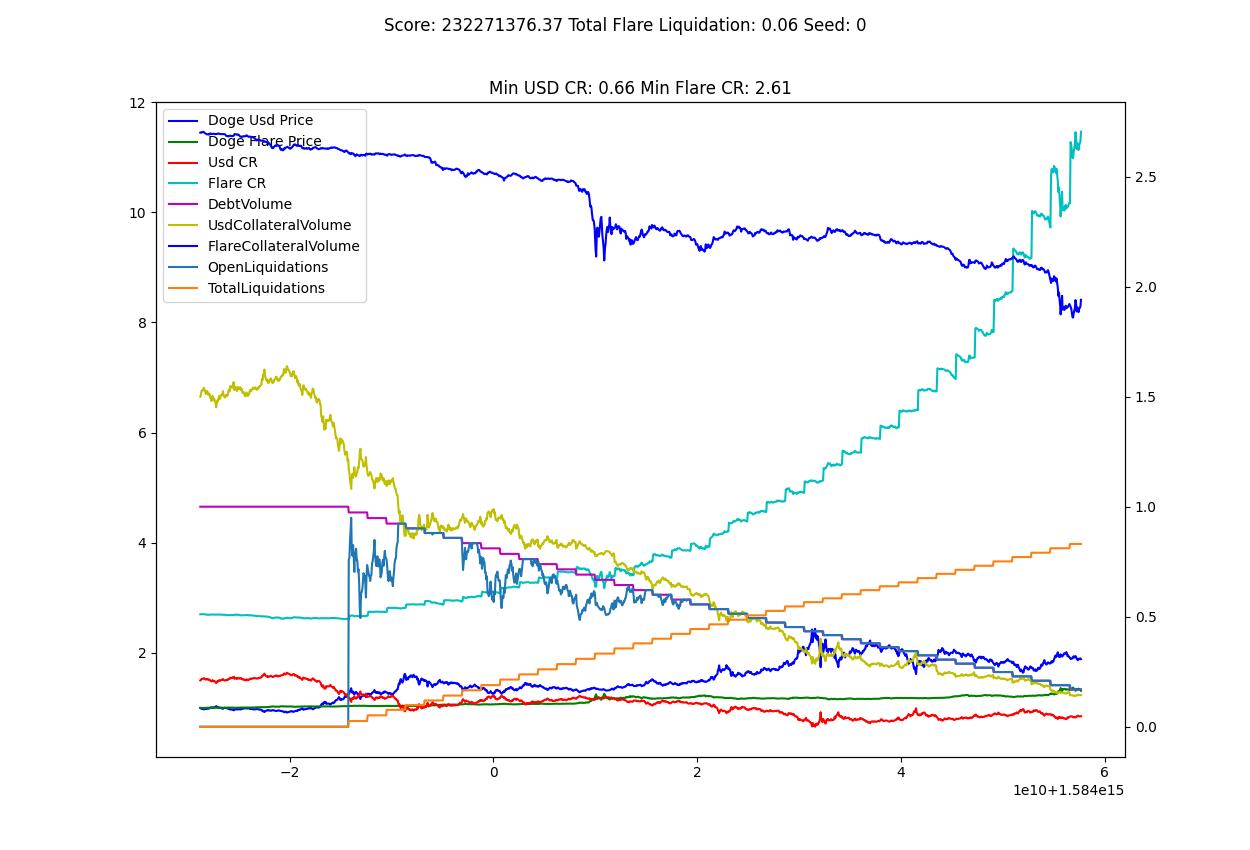 Score: 232271376.37 Total Flare Liquidation: 0.06 Seed: 0
Min USD CR: 0.66 Min Flare CR: 2.61
Doge Usd Price
Doge Flare Price
Usd CR
Flare CR
DebtVolume
UsdCollateralVolume
FlareCollateralVolume
OpenLiquidations
TotalLiquidations
12
10
8
6
4
2
2.5
2.0
1.5
1.0
0.5
0.0
−2 0 2 4 6
1e10+1.584e15